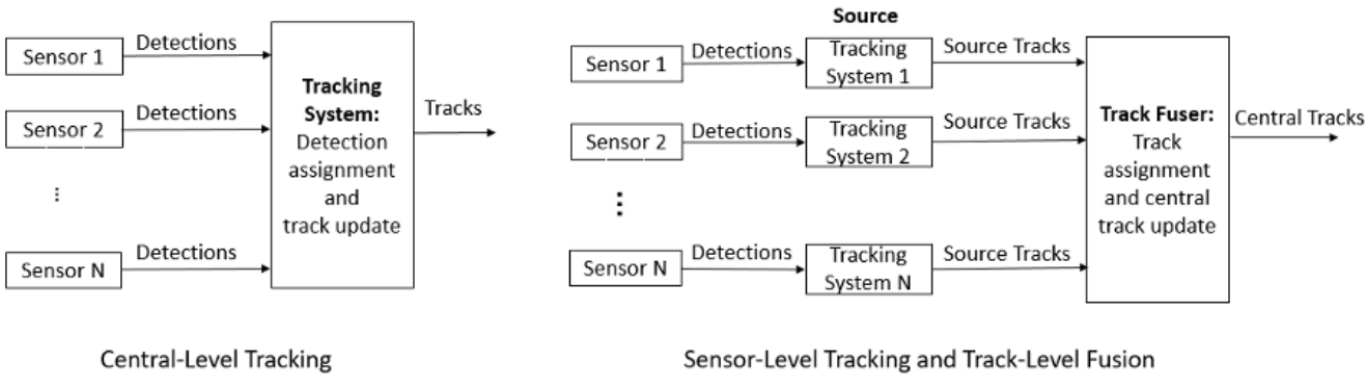 Sensor 1
Detections
Sensor 2
Detections
Sensor N
Detections
Tracking
System:
Detection
assignment
and
track update
Tracks
Central-Level Tracking
Source
Sensor 1
Detections
Tracking
System 1
Source Tracks
Sensor 2
Detections
Tracking
System 2
Source Tracks
Sensor N
Detections
Tracking
System N
Source Tracks
Track Fuser:
Track
assignment
and central
track update
Central Tracks
Sensor-Level Tracking and Track-Level Fusion